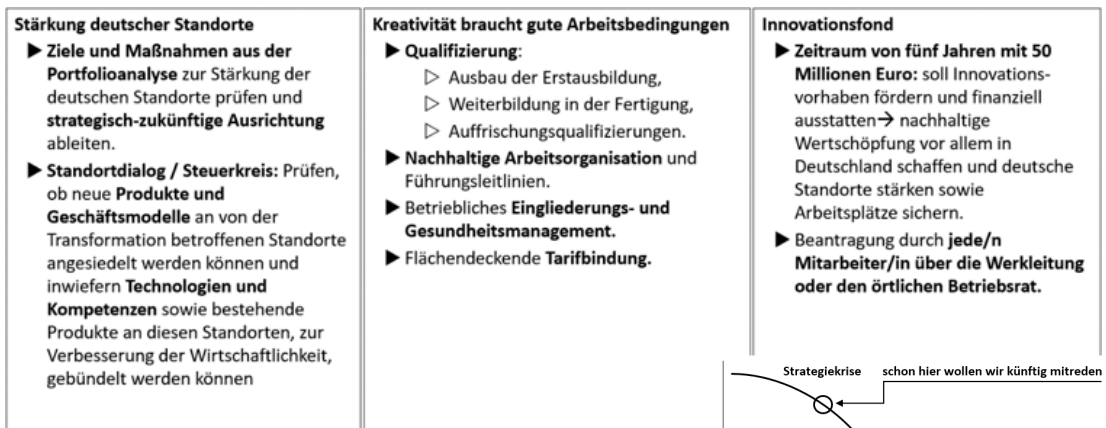 Stärkung deutscher Standorte
▶ Ziele und Maßnahmen aus der
Portfolioanalyse zur Stärkung der
deutschen Standorte prüfen und
strategisch-zukünftige Ausrichtung
ableiten.
▶ Standortdialog / Steuerkreis: Prüfen,
ob neue Produkte und
Geschäftsmodelle an von der
Transformation betroffenen Standorte
angesiedelt werden können und
inwiefern Technologien und
Kompetenzen sowie bestehende
Produkte an diesen Standorten, zur
Verbesserung der Wirtschaftlichkeit,
gebündelt werden können
Kreativität braucht gute Arbeitsbedingungen
▶ Qualifizierung:
▷ Ausbau der Erstausbildung,
▷ Weiterbildung in der Fertigung,
▷ Auffrischungsqualifizierungen.
▶ Nachhaltige Arbeitsorganisation und
Führungsleitlinien.
▶ Betriebliches Eingliederungs- und
Gesundheitsmanagement.
▶ Flächendeckende Tarifbindung.
Innovationsfond
▶ Zeitraum von fünf Jahren mit 50
Millionen Euro: soll Innovations-
vorhaben fördern und finanziell
ausstatten→ nachhaltige
Wertschöpfung vor allem in
Deutschland schaffen und deutsche
Standorte stärken sowie
Arbeitsplätze sichern.
▶ Beantragung durch jede/n
Mitarbeiter/in über die Werkleitung
oder den örtlichen Betriebsrat.
Strategiekrise
schon hier wollen wir künftig mitreden